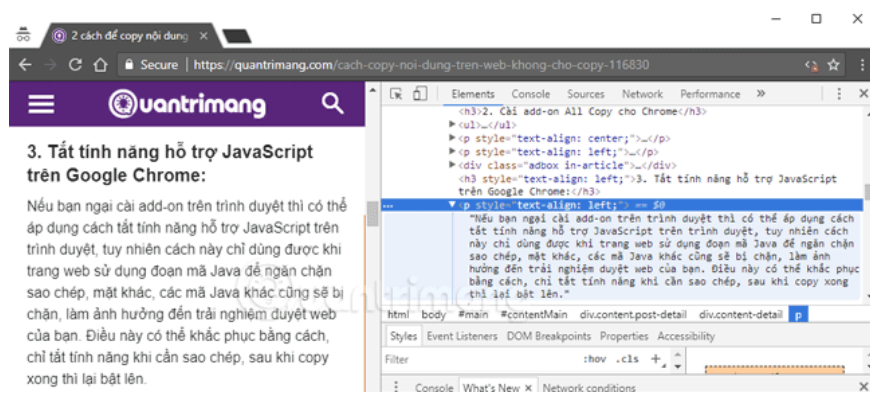 2 cách để copy nội dung
Secure | https://quantrimang.com/cach-copy-noi-dung-tren-web-khong-cho-copy-116830
uantrimang
3. Tắt tính năng hỗ trợ JavaScript
trên Google Chrome:
Nếu bạn ngại cài add-on trên trình duyệt thì có thể
áp dụng cách tắt tính năng hỗ trợ JavaScript trên
trình duyệt, tuy nhiên cách này chỉ dùng được khi
trang web sử dụng đoạn mã Java để ngăn chặn
sao chép, mặt khác, các mã Java khác cũng sẽ bị
chặn, làm ảnh hưởng đến trải nghiệm duyệt web
của bạn. Điều này có thể khắc phục bằng cách,
chỉ tắt tính năng khi cần sao chép, sau khi copy
xong thì lại bật lên.
Elements Console Sources Network Performance »
<h3>2. Cài add-on All Copy cho Chrome</h3>
▶<ul>…</ul>
▶<p style="text-align: center;">…</p>
▶<p style="text-align: left;">…</p>
▶<div class="adbox in-article">…</div>
<h3 style="text-align: left;">3. Tắt tính năng hỗ trợ JavaScript
trên Google Chrome:</h3>
… ▼<p style="text-align: left;"> == $0
"Nếu bạn ngại cài add-on trên trình duyệt thì có thể áp dụng cách
tắt tính năng hỗ trợ JavaScript trên trình duyệt, tuy nhiên cách
này chỉ dùng được khi trang web sử dụng đoạn mã Java để ngăn chặn
sao chép, mặt khác, các mã Java khác cũng sẽ bị chặn, làm ảnh
hưởng đến trải nghiệm duyệt web của bạn. Điều này có thể khắc phục
bằng cách, chỉ tắt tính năng khi cần sao chép, sau khi copy xong
thì lại bật lên."
html body #main #contentMain div.content.post-detail div.content-detail p
Styles Event Listeners DOM Breakpoints Properties Accessibility
Filter :hov .cls +
Console What's New × Network conditions